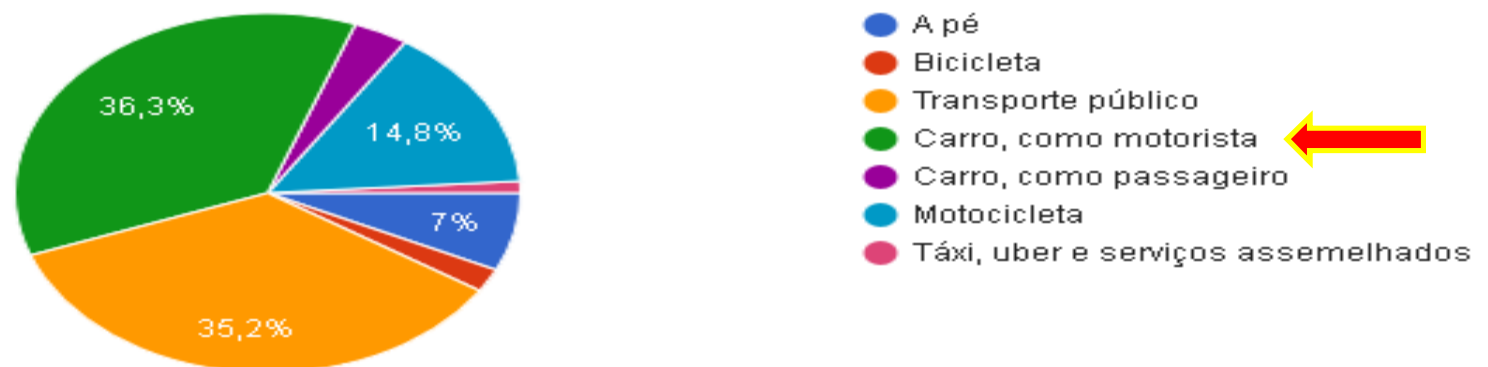 36,3%
14,8%
7%
35,2%
A pé
Bicicleta
Transporte público
Carro, como motorista
Carro, como passageiro
Motocicleta
Táxi, uber e serviços assemelhados